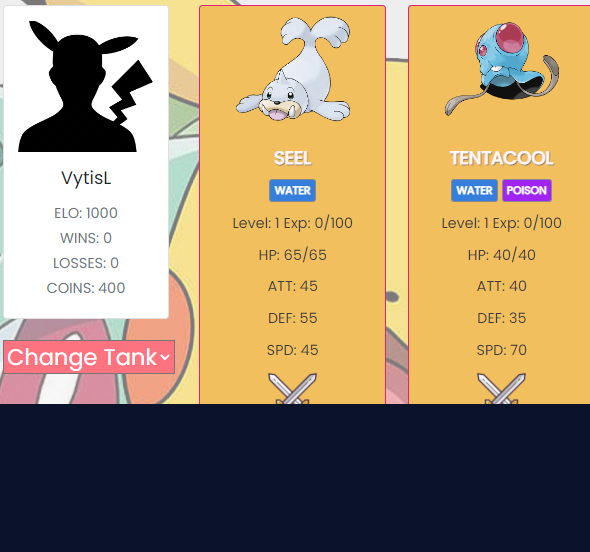 VytisL
ELO: 1000
WINS: 0
LOSSES: 0
COINS: 400
Change Tank
SEEL
WATER
Level: 1 Exp: 0/100
HP: 65/65
ATT: 45
DEF: 55
SPD: 45
TENTACOOL
WATER POISON
Level: 1 Exp: 0/100
HP: 40/40
ATT: 40
DEF: 35
SPD: 70